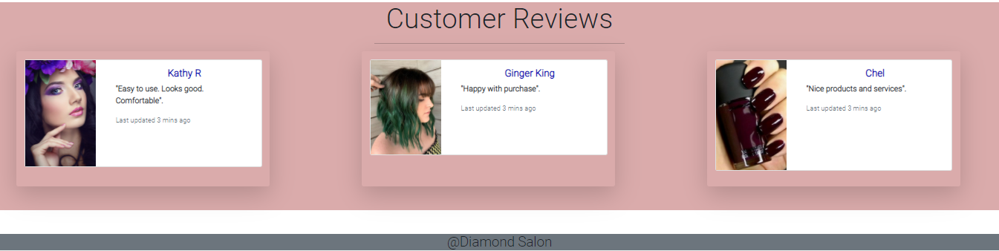 Customer Reviews
Kathy R
"Easy to use. Looks good.
Comfortable".
Last updated 3 mins ago
Ginger King
"Happy with purchase".
Last updated 3 mins ago
Chel
"Nice products and services".
Last updated 3 mins ago
@Diamond Salon